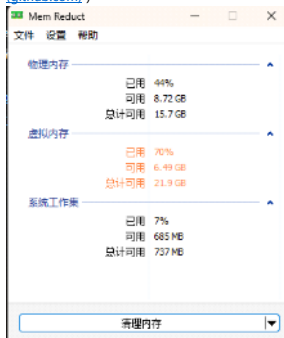 (github.com)
Mem Reduct
文件 设置 帮助
物理内存
已用 44%
可用 8.72 GB
总计可用 15.7 GB
虚拟内存
已用 70%
可用 6.49 GB
总计可用 21.9 GB
系统工作集
已用 7%
可用 685 MB
总计可用 737 MB
清理内存